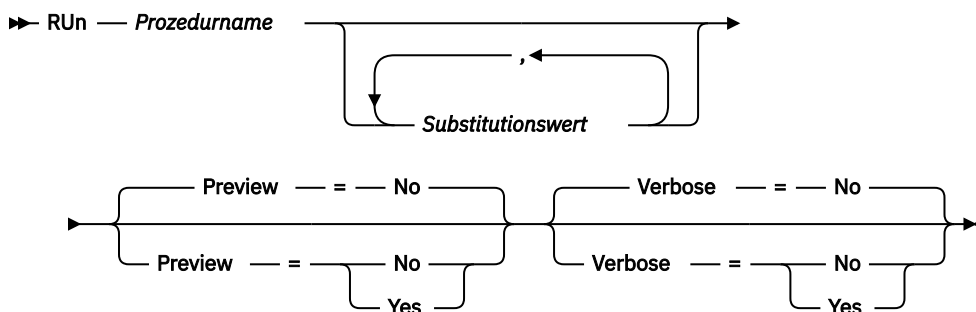 RUn Prozedurname
,
Substitutionswert
Preview = No Verbose = No
Preview = No Verbose = No
Yes Yes